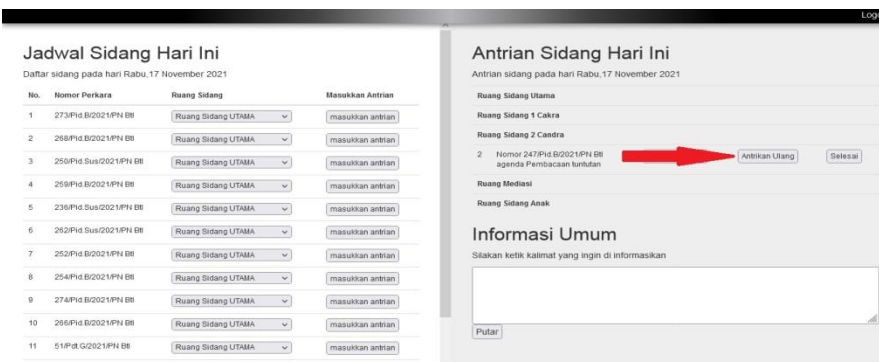 Logo
Jadwal Sidang Hari Ini
Daftar sidang pada hari Rabu,17 November 2021
No. Nomor Perkara Ruang Sidang Masukkan Antrian
1 273/Pid.B/2021/PN Btl Ruang Sidang UTAMA masukkan antrian
2 268/Pid.B/2021/PN Btl Ruang Sidang UTAMA masukkan antrian
3 250/Pid.Sus/2021/PN Btl Ruang Sidang UTAMA masukkan antrian
4 259/Pid.B/2021/PN Btl Ruang Sidang UTAMA masukkan antrian
5 236/Pid.Sus/2021/PN Btl Ruang Sidang UTAMA masukkan antrian
6 262/Pid.Sus/2021/PN Btl Ruang Sidang UTAMA masukkan antrian
7 252/Pid.B/2021/PN Btl Ruang Sidang UTAMA masukkan antrian
8 254/Pid.B/2021/PN Btl Ruang Sidang UTAMA masukkan antrian
9 274/Pid.B/2021/PN Btl Ruang Sidang UTAMA masukkan antrian
10 266/Pid.B/2021/PN Btl Ruang Sidang UTAMA masukkan antrian
11 51/Pdt.G/2021/PN Btl Ruang Sidang UTAMA masukkan antrian
Antrian Sidang Hari Ini
Antrian sidang pada hari Rabu,17 November 2021
Ruang Sidang Utama
Ruang Sidang 1 Cakra
Ruang Sidang 2 Candra
2 Nomor 247/Pid.B/2021/PN Btl Antrikan Ulang Selesai
agenda Pembacaan tuntutan
Ruang Mediasi
Ruang Sidang Anak
Informasi Umum
Silakan ketik kalimat yang ingin di informasikan
Putar